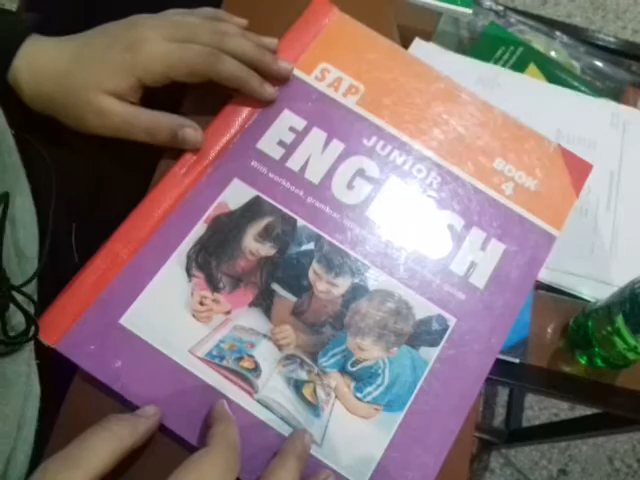 SAP
JUNIOR
BOOK
4
ENGLISH
With workbook, grammar,